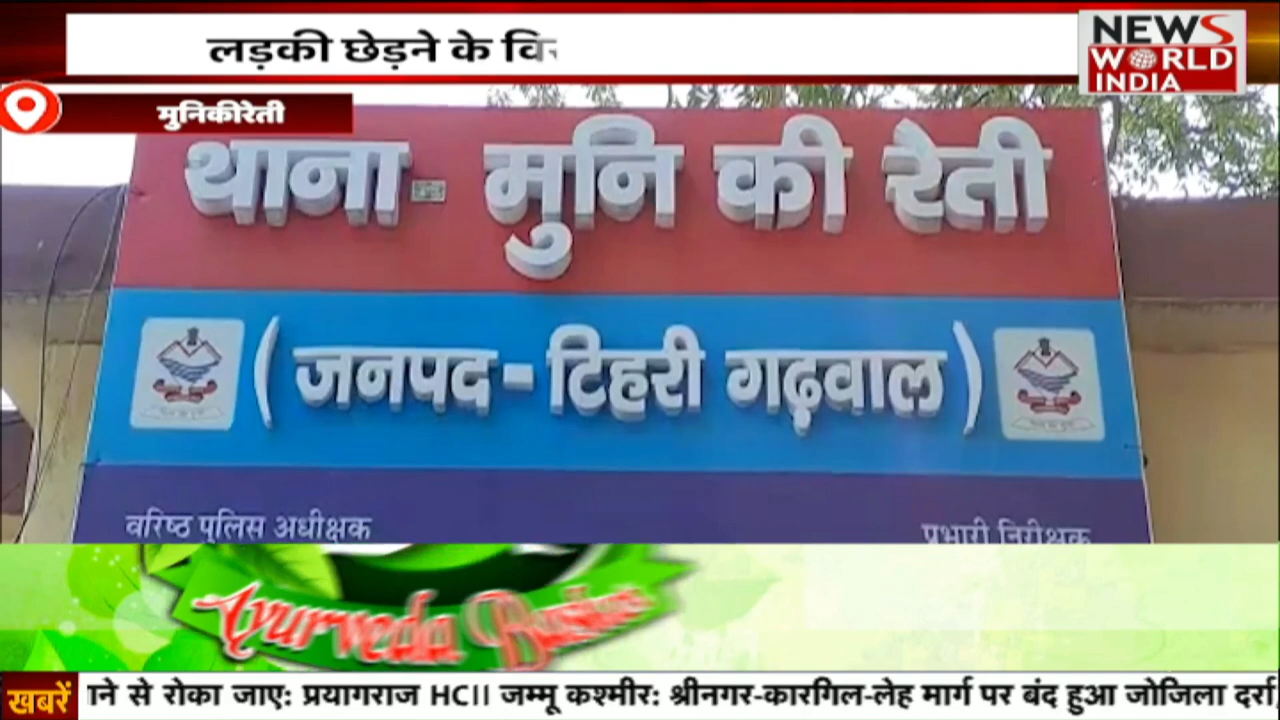 लड़की छेड़ने के
NEWS
WORLD
INDIA
मुनिकीरेती
थाना- मुनि की रेती
(जनपद-टिहरी गढ़वाल)
वरिष्ठ पुलिस अधीक्षक
प्रभारी निरीक्षक
Ayurveda
खबरें
से रोका जाए: प्रयागराज HC।। जम्मू कश्मीर: श्रीनगर-कारगिल-लेह मार्ग पर बंद हुआ जोजिला दर्रा